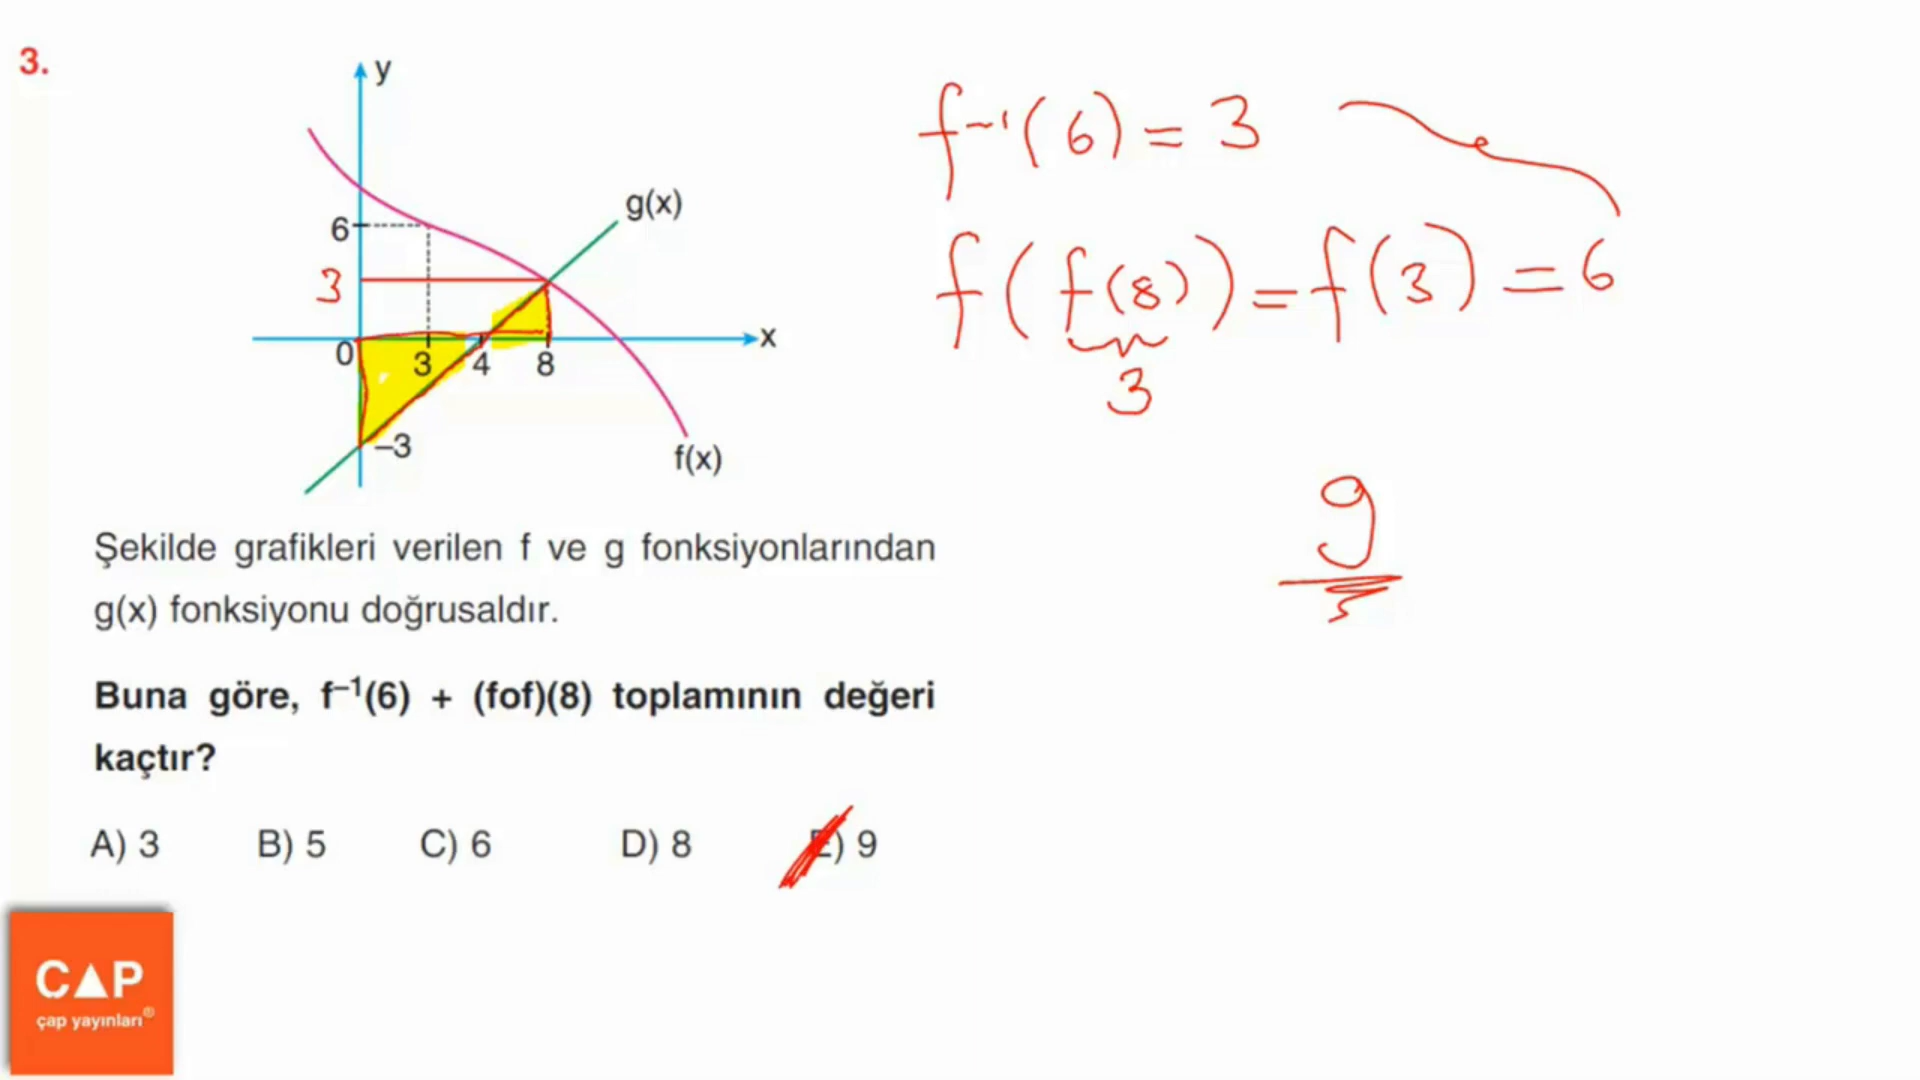 3.
y
g(x)
6
3
x
0
3
4
8
–3
f(x)
f⁻¹(6) = 3
f(f(8)) = f(3) = 6
3
g
Şekilde grafikleri verilen f ve g fonksiyonlarından
g(x) fonksiyonu doğrusaldır.
Buna göre, f⁻¹(6) + (fof)(8) toplamının değeri
kaçtır?
A) 3 B) 5 C) 6 D) 8 E) 9
CAP
çap yayınları®